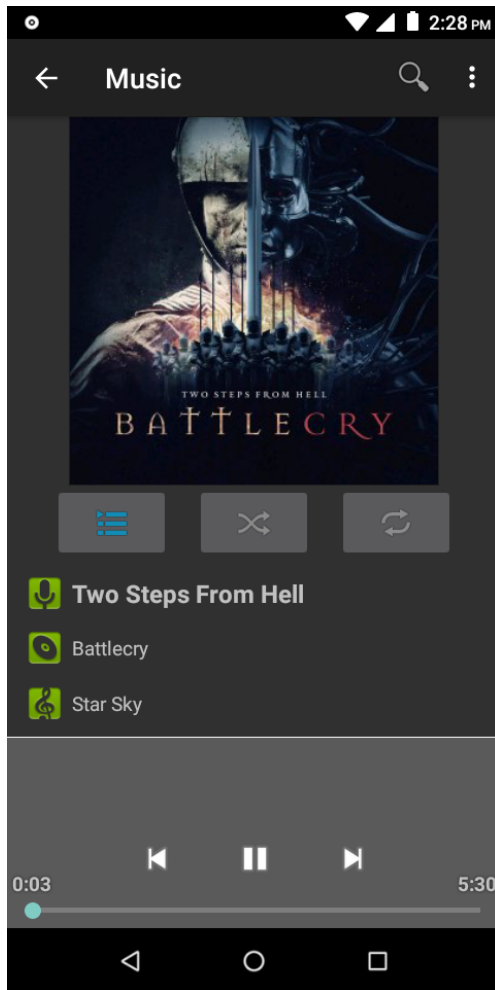 2:28 PM
Music
TWO STEPS FROM HELL
BATTLECRY
Two Steps From Hell
Battlecry
Star Sky
0:03
5:30